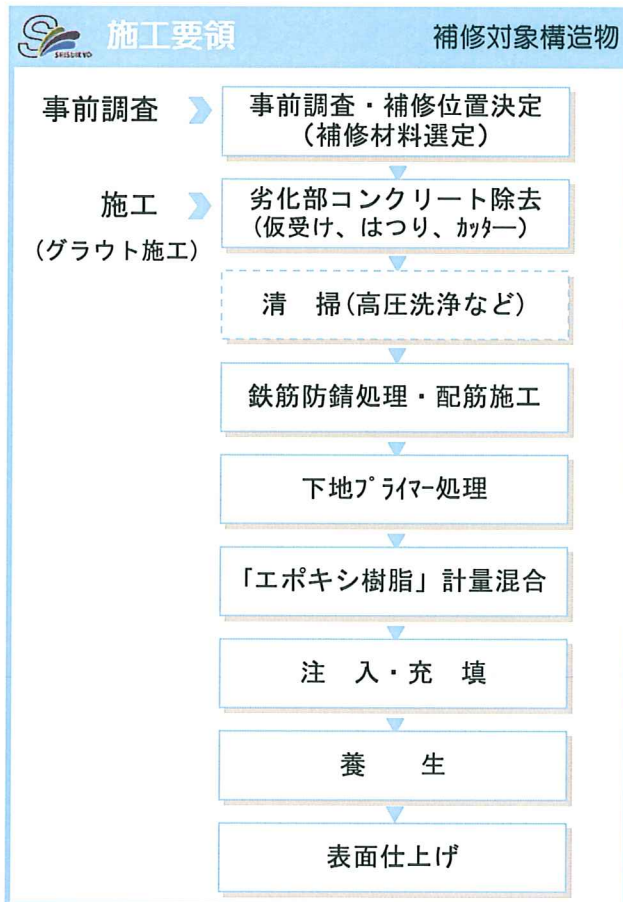 施工要領
補修対象構造物
事前調査
事前調査・補修位置決定
(補修材料選定)
施工
(グラウト施工)
劣化部コンクリート除去
(仮受け、はつり、ｶｯﾀｰ)
清　掃(高圧洗浄など)
鉄筋防錆処理・配筋施工
下地ﾌﾟﾗｲﾏｰ処理
「エポキシ樹脂」計量混合
注　入・充　填
養　　生
表面仕上げ